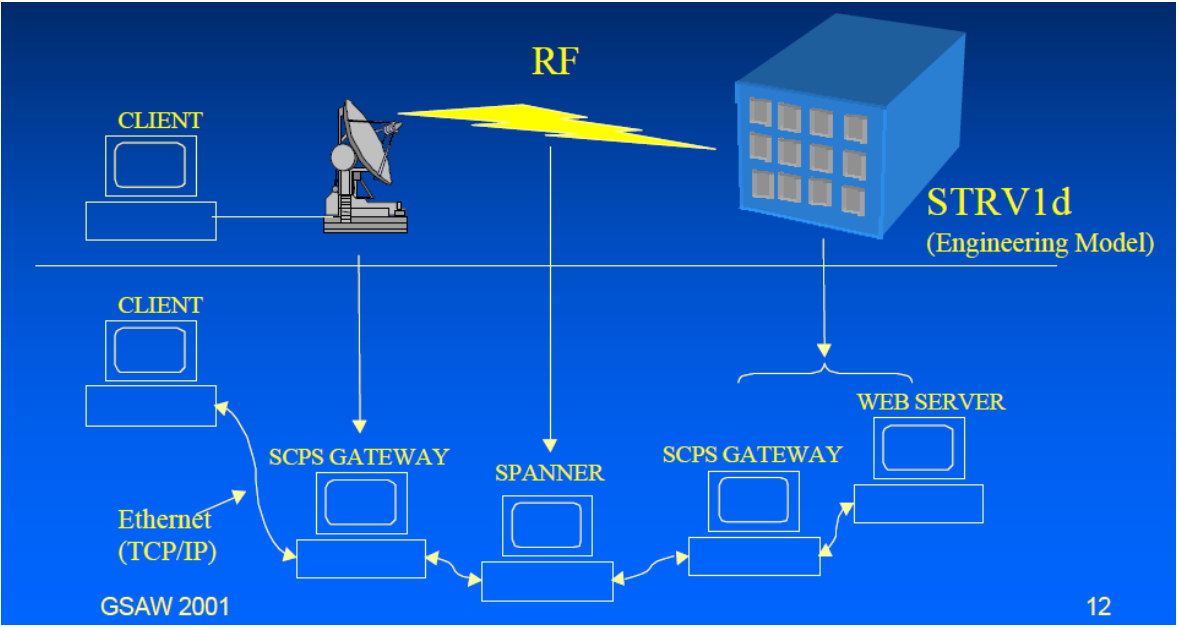 RF
CLIENT
STRV1d
(Engineering Model)
CLIENT
WEB SERVER
SCPS GATEWAY
SCPS GATEWAY
SPANNER
Ethernet
(TCP/IP)
GSAW 2001
12